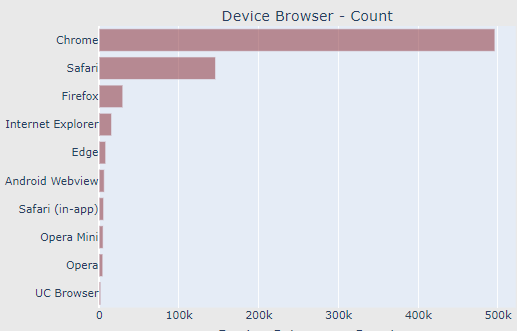 Device Browser - Count
Chrome
Safari
Firefox
Internet Explorer
Edge
Android Webview
Safari (in-app)
Opera Mini
Opera
UC Browser
0 100k 200k 300k 400k 500k